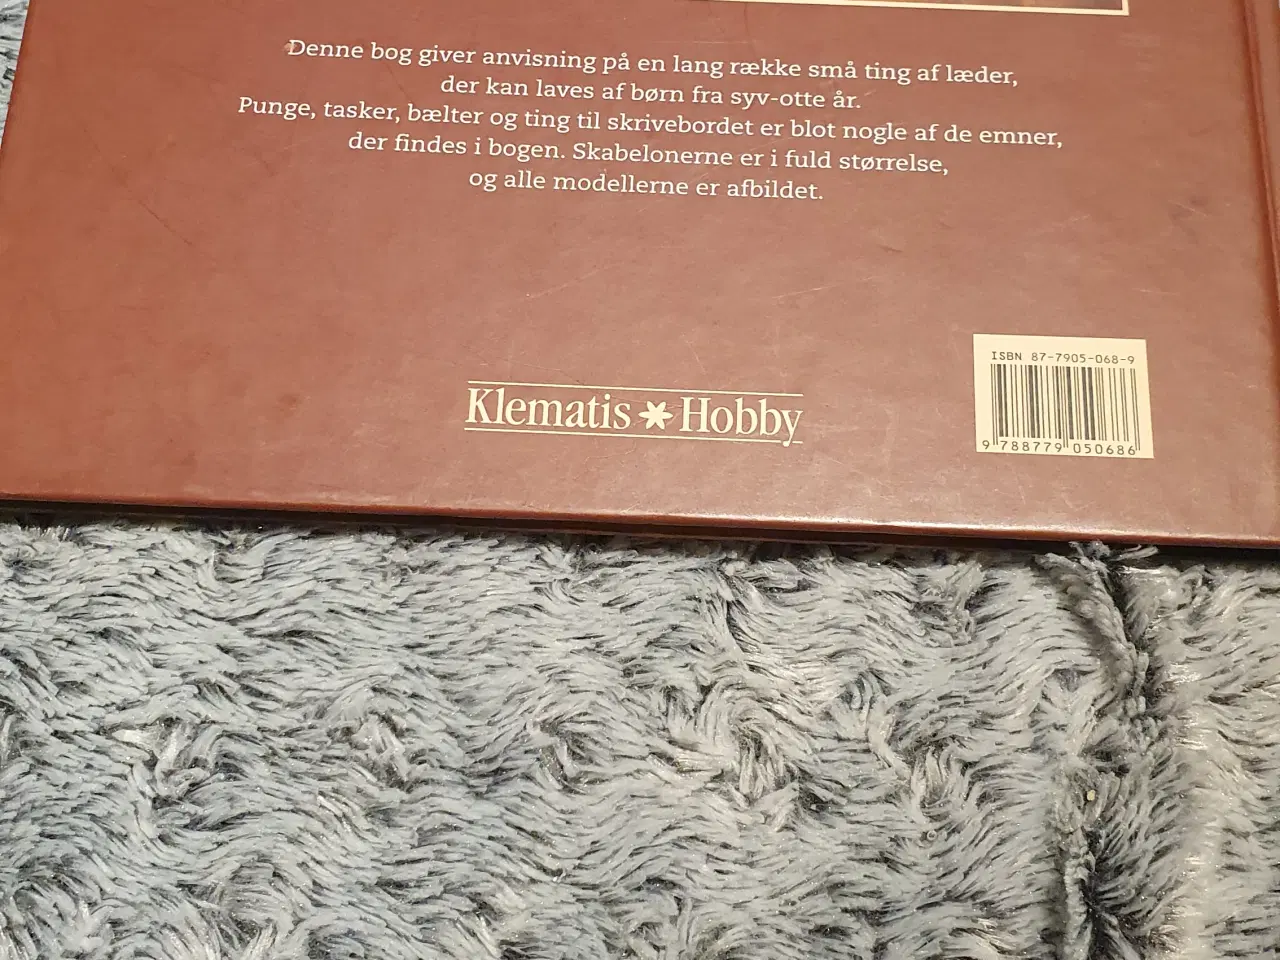 Denne bog giver anvisning på en lang række små ting af læder,
der kan laves af børn fra syv-otte år.
Punge, tasker, bælter og ting til skrivebordet er blot nogle af de emner,
der findes i bogen. Skabelonerne er i fuld størrelse,
og alle modellerne er afbildet.
ISBN 87-7905-068-9
Klematis Hobby
9 788779 050686